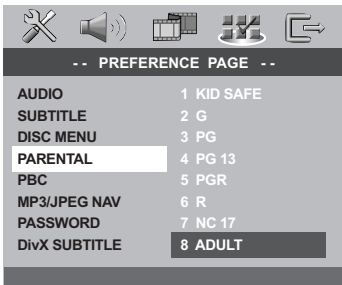 -- PREFERENCE PAGE --
AUDIO 1 KID SAFE
SUBTITLE 2 G
DISC MENU 3 PG
PARENTAL 4 PG 13
PBC 5 PGR
MP3/JPEG NAV 6 R
PASSWORD 7 NC 17
DivX SUBTITLE 8 ADULT